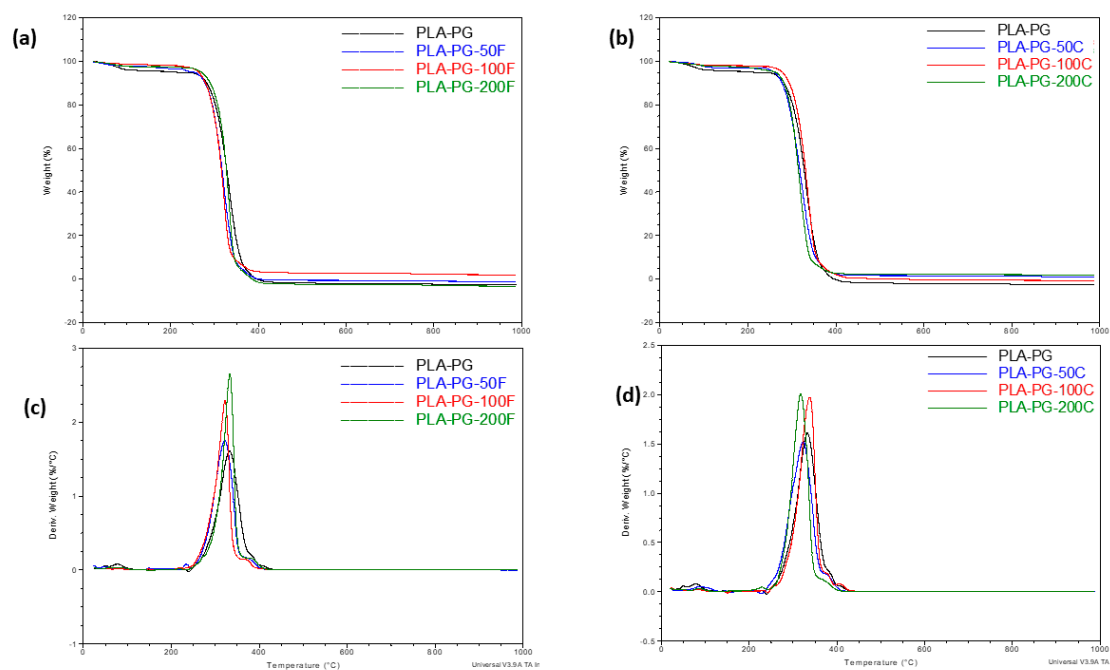 (a)
PLA-PG
PLA-PG-50F
PLA-PG-100F
PLA-PG-200F
120
100
80
60
40
20
0
-20
Weight (%)
0
200
400
600
800
1000
(b)
PLA-PG
PLA-PG-50C
PLA-PG-100C
PLA-PG-200C
120
100
80
60
40
20
0
-20
Weight (%)
0
200
400
600
800
1000
(c)
PLA-PG
PLA-PG-50F
PLA-PG-100F
PLA-PG-200F
3
2
1
0
-1
Deriv. Weight (%/°C)
0
200
400
600
800
1000
Temperature (°C)
Universal V3.9A TA In
(d)
PLA-PG
PLA-PG-50C
PLA-PG-100C
PLA-PG-200C
2.5
2.0
1.5
1.0
0.5
0.0
-0.5
Deriv. Weight (%/°C)
0
200
400
600
800
1000
Temperature (°C)
Universal V3.9A TA